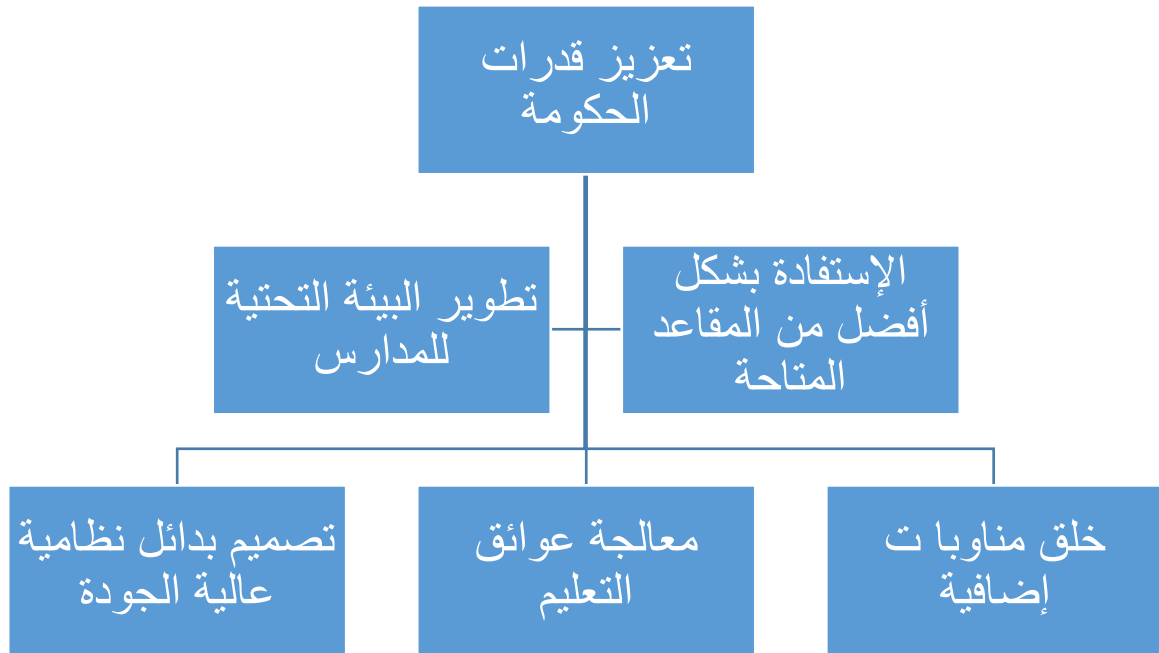 تعزيز قدرات
الحكومة
الإستفادة بشكل
أفضل من المقاعد
المتاحة
تطوير البيئة التحتية
للمدارس
خلق مناوبا ت
إضافية
معالجة عوائق
التعليم
تصميم بدائل نظامية
عالية الجودة